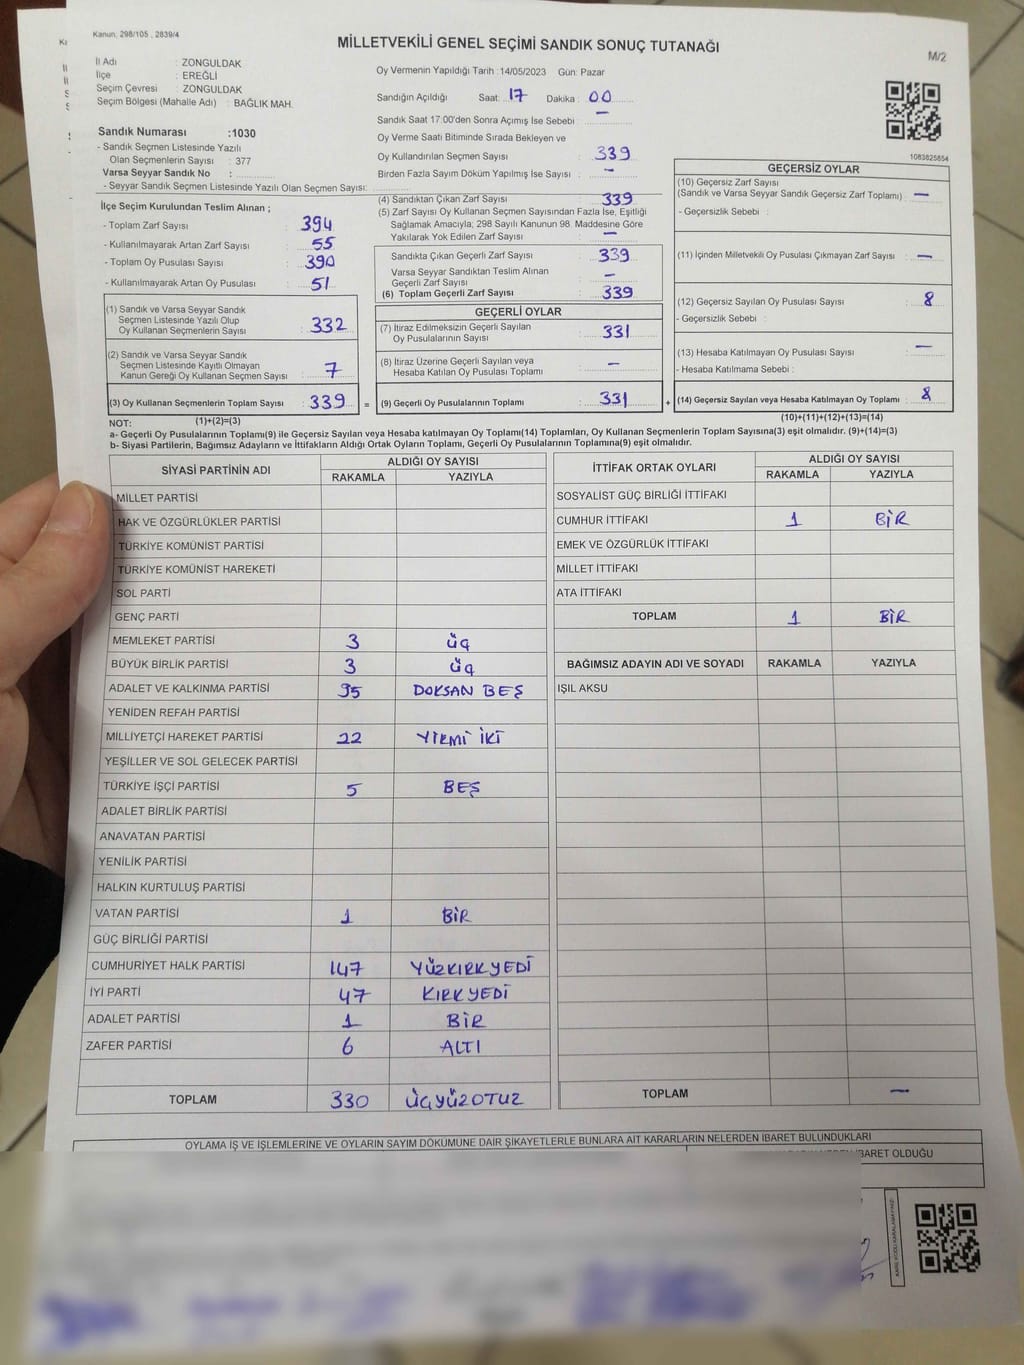 Kanun, 298/105 , 2839/4
MİLLETVEKİLİ GENEL SEÇİMİ SANDIK SONUÇ TUTANAĞI
M/2
İl Adı : ZONGULDAK
İlçe : EREĞLİ
Seçim Çevresi : ZONGULDAK
Seçim Bölgesi (Mahalle Adı) : BAĞLIK MAH.
Sandık Numarası :1030
- Sandık Seçmen Listesinde Yazılı
Olan Seçmenlerin Sayısı : 377
Varsa Seyyar Sandık No :
- Seyyar Sandık Seçmen Listesinde Yazılı Olan Seçmen Sayısı:
Oy Vermenin Yapıldığı Tarih :14/05/2023 Gün: Pazar
Sandığın Açıldığı Saat: 17 Dakika : 00
Sandık Saat 17:00'den Sonra Açımış İse Sebebi : —
Oy Verme Saati Bitiminde Sırada Bekleyen ve
Oy Kullandırılan Seçmen Sayısı : 339
Birden Fazla Sayım Döküm Yapılmış İse Sayısı : —
1083825854
İlçe Seçim Kurulundan Teslim Alınan ;
- Toplam Zarf Sayısı : 394
- Kullanılmayarak Artan Zarf Sayısı : 55
- Toplam Oy Pusulası Sayısı : 390
- Kullanılmayarak Artan Oy Pusulası : 51
(1) Sandık ve Varsa Seyyar Sandık
Seçmen Listesinde Yazılı Olup
Oy Kullanan Seçmenlerin Sayısı : 332
(2) Sandık ve Varsa Seyyar Sandık
Seçmen Listesinde Kayıtlı Olmayan
Kanun Gereği Oy Kullanan Seçmen Sayısı : 7
(3) Oy Kullanan Seçmenlerin Toplam Sayısı : 339
(1)+(2)=(3)
(4) Sandıktan Çıkan Zarf Sayısı : 339
(5) Zarf Sayısı Oy Kullanan Seçmen Sayısından Fazla İse, Eşitliği
Sağlamak Amacıyla; 298 Sayılı Kanunun 98. Maddesine Göre
Yakılarak Yok Edilen Zarf Sayısı : —
Sandıkta Çıkan Geçerli Zarf Sayısı : 339
Varsa Seyyar Sandıktan Teslim Alınan
Geçerli Zarf Sayısı : —
(6) Toplam Geçerli Zarf Sayısı : 339
GEÇERLİ OYLAR
(7) İtiraz Edilmeksizin Geçerli Sayılan
Oy Pusulalarının Sayısı : 331
(8) İtiraz Üzerine Geçerli Sayılan veya
Hesaba Katılan Oy Pusulası Toplamı : —
= (9) Geçerli Oy Pusulalarının Toplamı : 331 +
GEÇERSİZ OYLAR
(10) Geçersiz Zarf Sayısı
(Sandık ve Varsa Seyyar Sandık Geçersiz Zarf Toplamı) : —
- Geçersizlik Sebebi :
(11) İçinden Milletvekili Oy Pusulası Çıkmayan Zarf Sayısı : —
(12) Geçersiz Sayılan Oy Pusulası Sayısı : 8
- Geçersizlik Sebebi :
(13) Hesaba Katılmayan Oy Pusulası Sayısı : —
- Hesaba Katılmama Sebebi :
(14) Geçersiz Sayılan veya Hesaba Katılmayan Oy Toplamı : 8
(10)+(11)+(12)+(13)=(14)
NOT:
a- Geçerli Oy Pusulalarının Toplamı(9) ile Geçersiz Sayılan veya Hesaba katılmayan Oy Toplamı(14) Toplamları, Oy Kullanan Seçmenlerin Toplam Sayısına(3) eşit olmalıdır. (9)+(14)=(3)
b- Siyasi Partilerin, Bağımsız Adayların ve İttifakların Aldığı Ortak Oyların Toplamı, Geçerli Oy Pusulalarının Toplamına(9) eşit olmalıdır.
SİYASİ PARTİNİN ADI ALDIĞI OY SAYISI
RAKAMLA YAZIYLA
MİLLET PARTİSİ
HAK VE ÖZGÜRLÜKLER PARTİSİ
TÜRKİYE KOMÜNİST PARTİSİ
TÜRKİYE KOMÜNİST HAREKETİ
SOL PARTİ
GENÇ PARTİ
MEMLEKET PARTİSİ 3 ÜÇ
BÜYÜK BİRLİK PARTİSİ 3 ÜÇ
ADALET VE KALKINMA PARTİSİ 95 DOKSAN BEŞ
YENİDEN REFAH PARTİSİ
MİLLİYETÇİ HAREKET PARTİSİ 22 YİRMİ İKİ
YEŞİLLER VE SOL GELECEK PARTİSİ
TÜRKİYE İŞÇİ PARTİSİ 5 BEŞ
ADALET BİRLİK PARTİSİ
ANAVATAN PARTİSİ
YENİLİK PARTİSİ
HALKIN KURTULUŞ PARTİSİ
VATAN PARTİSİ 1 BİR
GÜÇ BİRLİĞİ PARTİSİ
CUMHURİYET HALK PARTİSİ 147 YÜZKIRKYEDİ
İYİ PARTİ 47 KIRKYEDİ
ADALET PARTİSİ 1 BİR
ZAFER PARTİSİ 6 ALTI
TOPLAM 330 ÜÇYÜZOTUZ
İTTİFAK ORTAK OYLARI ALDIĞI OY SAYISI
RAKAMLA YAZIYLA
SOSYALİST GÜÇ BİRLİĞİ İTTİFAKI
CUMHUR İTTİFAKI 1 BİR
EMEK VE ÖZGÜRLÜK İTTİFAKI
MİLLET İTTİFAKI
ATA İTTİFAKI
TOPLAM 1 BİR
BAĞIMSIZ ADAYIN ADI VE SOYADI RAKAMLA YAZIYLA
IŞIL AKSU
TOPLAM —
OYLAMA İŞ VE İŞLEMLERİNE VE OYLARIN SAYIM DÖKÜMÜNE DAİR ŞİKAYETLERLE BUNLARA AİT KARARLARIN NELERDEN İBARET BULUNDUKLARI
İBARET OLDUĞU